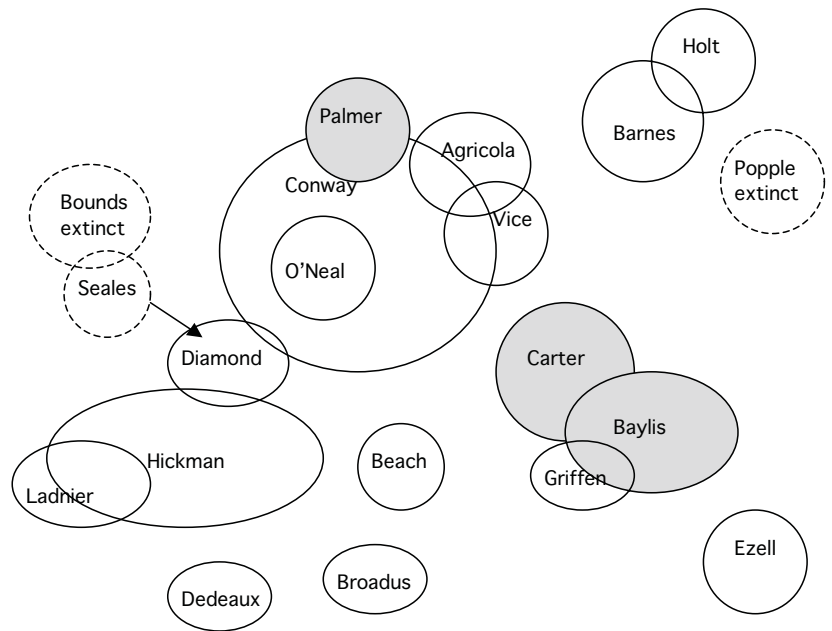 Holt
Palmer
Barnes
Agricola
Popple
extinct
Conway
Bounds
extinct
Vice
O'Neal
Seales
Diamond
Carter
Baylis
Hickman
Beach
Griffen
Ladnier
Ezell
Broadus
Dedeaux